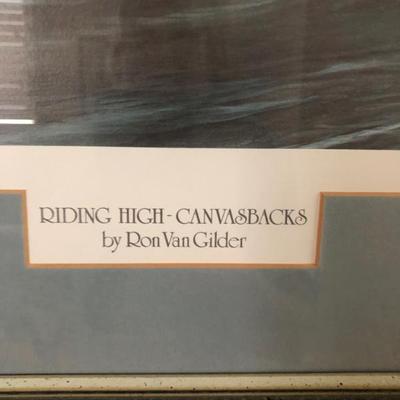 RIDING HIGH - CANVASBACKS
by Ron Van Gilder